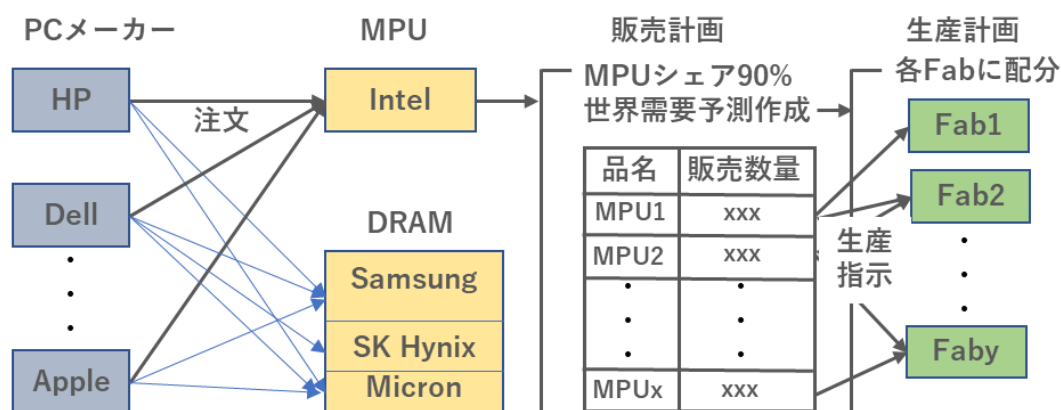 PCメーカー
MPU
販売計画
生産計画
HP
Dell
Apple
注文
Intel
DRAM
Samsung
SK Hynix
Micron
MPUシェア90%
世界需要予測作成
品名 販売数量
MPU1 xxx
MPU2 xxx
MPUx xxx
各Fabに配分
Fab1
Fab2
Faby
生産
指示